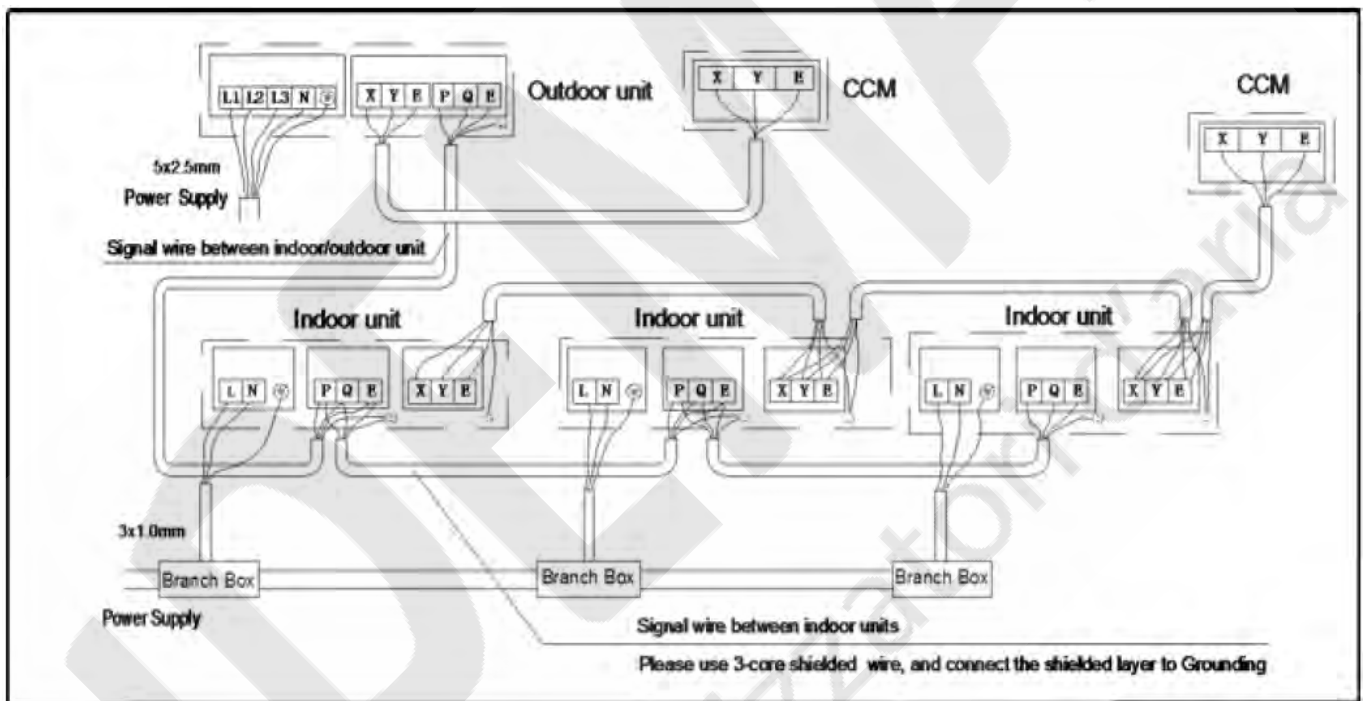 L1 L2 L3 N
X Y E P Q E
Outdoor unit
X Y E
CCM
CCM
X Y E
5x2.5mm
Power Supply
Signal wire between indoor/outdoor unit
Indoor unit
Indoor unit
Indoor unit
L N
P Q E
X Y E
L N
P Q E
X Y E
L N
P Q E
X Y E
3x1.0mm
Branch Box
Branch Box
Branch Box
Power Supply
Signal wire between indoor units
Please use 3-core shielded wire, and connect the shielded layer to Grounding